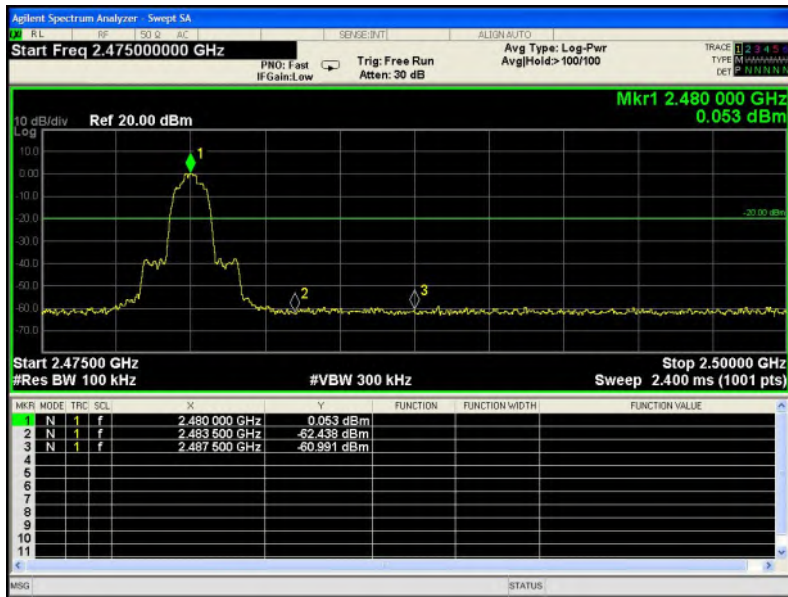 Agilent Spectrum Analyzer - Swept SA
RL RF 50 Ω AC SENSE:INT ALIGN AUTO
Start Freq 2.475000000 GHz
PNO: Fast
IFGain:Low
Trig: Free Run
Atten: 30 dB
Avg Type: Log-Pwr
Avg|Hold:>100/100
TRACE 1 2 3 4 5 6
TYPE M
DET P N N N N N
Mkr1 2.480 000 GHz
0.053 dBm
10 dB/div Ref 20.00 dBm
Log
10.0
0.00
-10.0
-20.0
-30.0
-40.0
-50.0
-60.0
-70.0
1
-20.00 dBm
2
3
Start 2.47500 GHz Stop 2.50000 GHz
#Res BW 100 kHz #VBW 300 kHz Sweep 2.400 ms (1001 pts)
MKR MODE TRC SCL X Y FUNCTION FUNCTION WIDTH FUNCTION VALUE
1 N 1 f 2.480 000 GHz 0.053 dBm
2 N 1 f 2.483 500 GHz -62.438 dBm
3 N 1 f 2.487 500 GHz -60.991 dBm
4
5
6
7
8
9
10
11
MSG STATUS